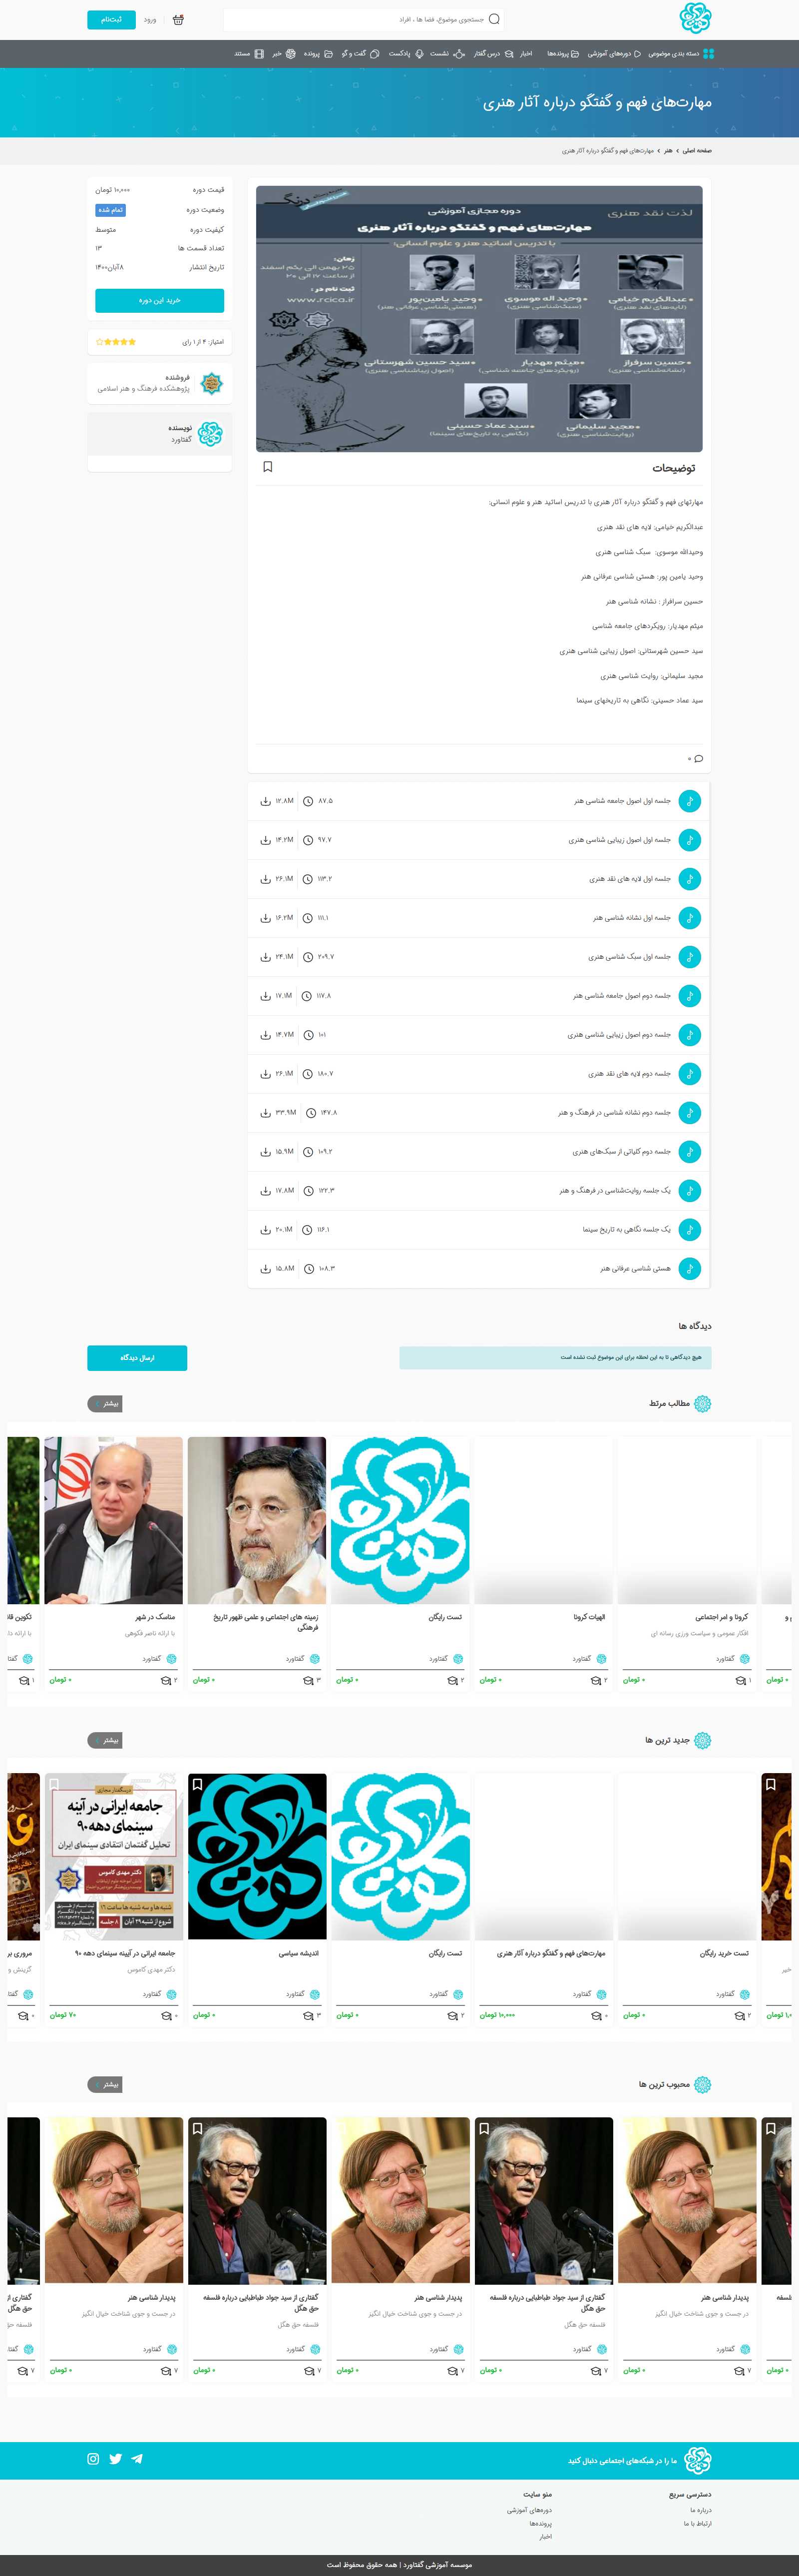 جستجوی موضوع، فضا ها ، افراد
ورود
ثبت‌نام
دسته بندی موضوعی
دوره‌های آموزشی
پرونده‌ها
اخبار
درس گفتار
نشست
پادکست
گفت و گو
پرونده
خبر
مستند
مهارت‌های فهم و گفتگو درباره آثار هنری
صفحه اصلی
هنر
مهارت‌های فهم و گفتگو درباره آثار هنری
لذت نقد هنری
دوره مجازی آموزشی
مهارت‌های فهم و گفتگو درباره آثار هنری
با تدریس اساتید هنر و علوم انسانی:
زمان:
۲۵ بهمن الی یکم اسفند
ثبت نام در :
www.rcica.ir
عبدالکریم خیامی
(لایه‌های نقد هنری)
وحید اله موسوی
(سبک‌شناسی هنری)
وحید یامین‌پور
(هستی‌شناسی عرفانی هنر)
حسین سرافراز
(نشانه‌شناسی هنری)
میثم مهدیار
(رویکردهای جامعه شناسی)
سید حسین شهرستانی
(اصول زیباشناسی هنری)
مجید سلیمانی
(روایت‌شناسی هنری)
سید عماد حسینی
(نگاهی به تاریخ‌های سینما)
قیمت دوره
۱۰,۰۰۰ تومان
وضعیت دوره
تمام شده
کیفیت دوره
متوسط
تعداد قسمت ها
۱۳
تاریخ انتشار
۸آبان۱۴۰۰
خرید این دوره
امتیاز: ۴ از ۱ رای
فروشنده
پژوهشکده فرهنگ و هنر اسلامی
نویسنده
گفتاورد
توضیحات
مهارتهای فهم و گفتگو درباره آثار هنری با تدریس اساتید هنر و علوم انسانی:
عبدالکریم خیامی: لایه های نقد هنری
وحیدالله موسوی: سبک شناسی هنری
وحید یامین پور: هستی شناسی عرفانی هنر
حسین سرافراز : نشانه شناسی هنر
میثم مهدیار: رویکردهای جامعه شناسی
سید حسین شهرستانی: اصول زیبایی شناسی هنری
مجید سلیمانی: روایت شناسی هنری
سید عماد حسینی: نگاهی به تاریخهای سینما
۰
جلسه اول اصول جامعه شناسی هنر
۸۷.۵
۱۲.۸M
جلسه اول اصول زیبایی شناسی هنری
۹۷.۷
۱۴.۲M
جلسه اول لایه های نقد هنری
۱۱۳.۲
۲۶.۱M
جلسه اول نشانه شناسی هنر
۱۱۱.۱
۱۶.۲M
جلسه اول سبک شناسی هنری
۲۰۹.۷
۲۴.۱M
جلسه دوم اصول جامعه شناسی هنر
۱۱۷.۸
۱۷.۱M
جلسه دوم اصول زیبایی شناسی هنری
۱۰۱
۱۴.۷M
جلسه دوم لایه های نقد هنری
۱۸۰.۷
۲۶.۱M
جلسه دوم نشانه شناسی در فرهنگ و هنر
۱۴۷.۸
۳۳.۹M
جلسه دوم کلیاتی از سبک‌های هنری
۱۰۹.۲
۱۵.۹M
یک جلسه روایت‌شناسی در فرهنگ و هنر
۱۲۲.۳
۱۷.۸M
یک جلسه نگاهی به تاریخ سینما
۱۱۶.۱
۲۰.۱M
هستی شناسی عرفانی هنر
۱۰۸.۳
۱۵.۸M
دیدگاه ها
هیچ دیدگاهی تا به این لحظه برای این موضوع ثبت نشده است
ارسال دیدگاه
مطالب مرتبط
بیشتر
کرونا و امر اجتماعی
افکار عمومی و سیاست ورزی رسانه ای
گفتاورد
۱
۰ تومان
الهیات کرونا
گفتاورد
۲
۰ تومان
تست رایگان
گفتاورد
۲
۰ تومان
زمینه های اجتماعی و علمی ظهور تاریخ
فرهنگی
گفتاورد
۳
۰ تومان
مناسک در شهر
با ارائه ناصر فکوهی
گفتاورد
۲
۰ تومان
جدید ترین ها
بیشتر
تست خرید رایگان
گفتاورد
۲
۰ تومان
مهارت‌های فهم و گفتگو درباره آثار هنری
گفتاورد
۰
۱۰,۰۰۰ تومان
تست رایگان
گفتاورد
۲
۰ تومان
اندیشه سیاسی
گفتاورد
۳
۰ تومان
درسگفتار مجازی
جامعه ایرانی در آینه
سینمای دهه ۹۰
تحلیل گفتمان انتقادی سینمای ایران
دکتر مهدی کاموس
شنبه‌ها و سه شنبه ها ساعت ۲۱
شروع از شنبه ۲۹ آبان
۸ جلسه
جامعه ایرانی در آیینه سینمای دهه ۹۰
دکتر مهدی کاموس
گفتاورد
۰
۷۰ تومان
محبوب ترین ها
بیشتر
پدیدار شناسی هنر
در جست و جوی شناخت خیال انگیز
گفتاورد
۷
۰ تومان
گفتاری از سید جواد طباطبایی درباره فلسفه
حق هگل
فلسفه حق هگل
گفتاورد
۷
۰ تومان
پدیدار شناسی هنر
در جست و جوی شناخت خیال انگیز
گفتاورد
۷
۰ تومان
گفتاری از سید جواد طباطبایی درباره فلسفه
حق هگل
فلسفه حق هگل
گفتاورد
۷
۰ تومان
پدیدار شناسی هنر
در جست و جوی شناخت خیال انگیز
گفتاورد
۷
۰ تومان
ما را در شبکه‌های اجتماعی دنبال کنید
دسترسی سریع
درباره ما
ارتباط با ما
منو سایت
دوره‌های آموزشی
پرونده‌ها
اخبار
موسسه آموزشی گفتاورد | همه حقوق محفوظ است